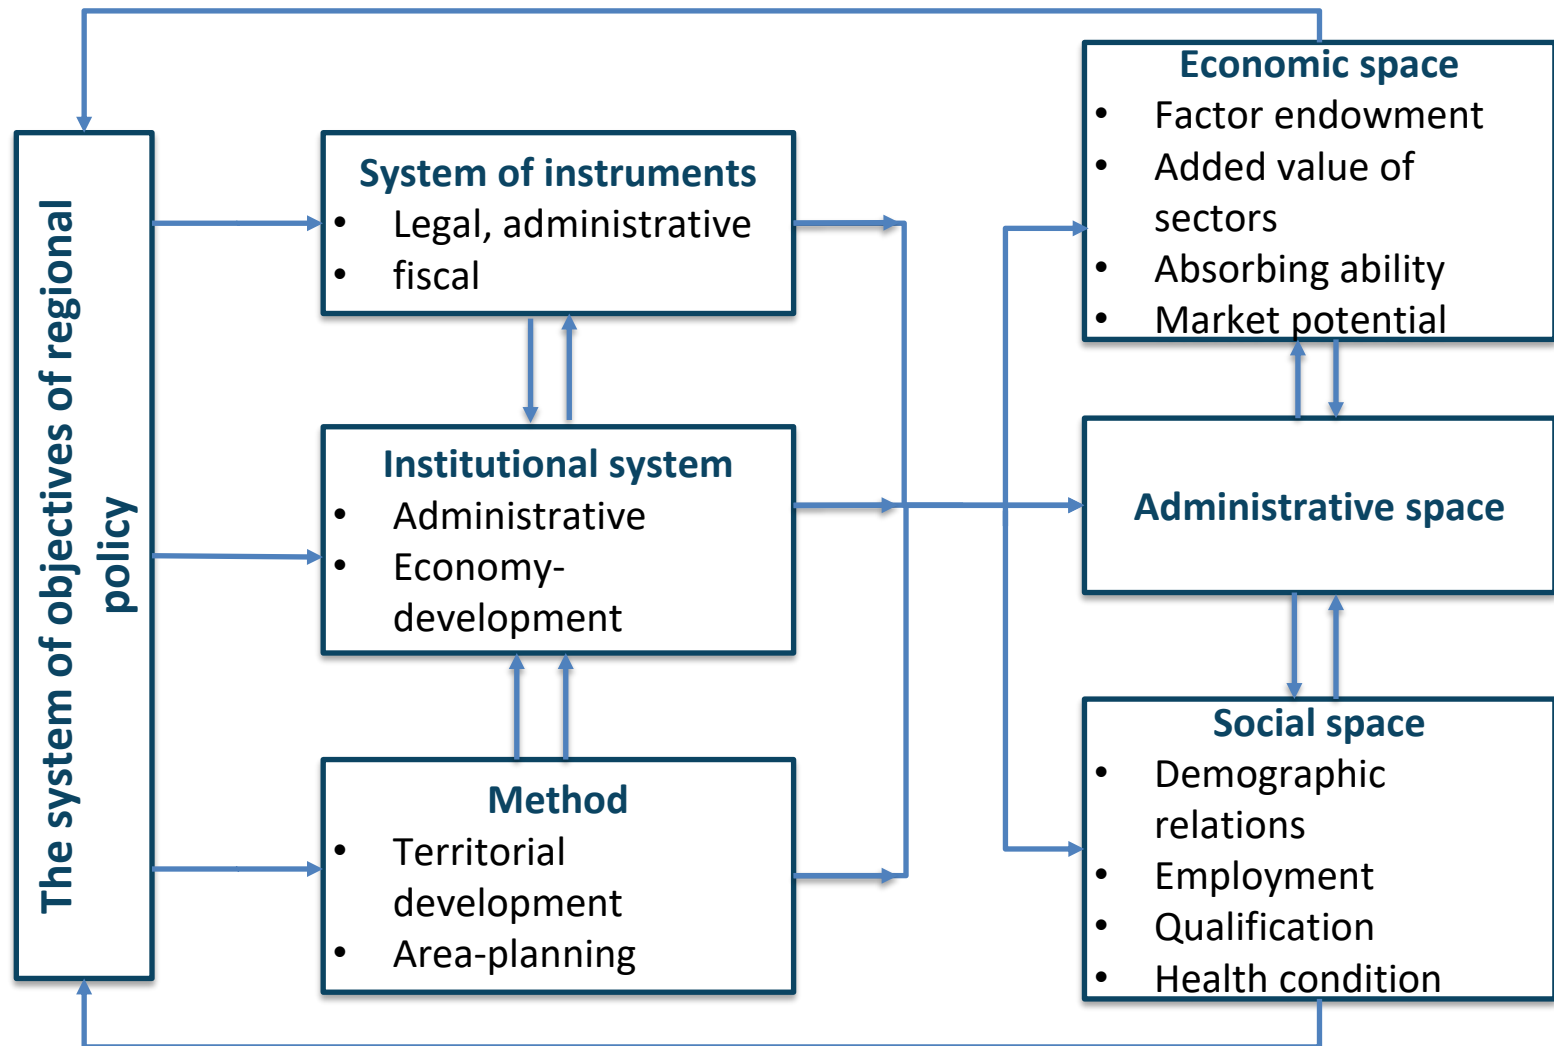 The system of objectives of regional
policy
System of instruments
• Legal, administrative
• fiscal
Institutional system
• Administrative
• Economy-
development
Method
• Territorial
development
• Area-planning
Economic space
• Factor endowment
• Added value of
sectors
• Absorbing ability
• Market potential
Administrative space
Social space
• Demographic
relations
• Employment
• Qualification
• Health condition